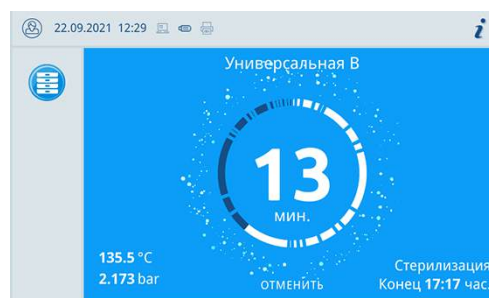 22.09.2021 12:29
i
Универсальная B
13
мин.
135.5 °C
2.173 bar
ОТМЕНИТЬ
Стерилизация
Конец 17:17 час.